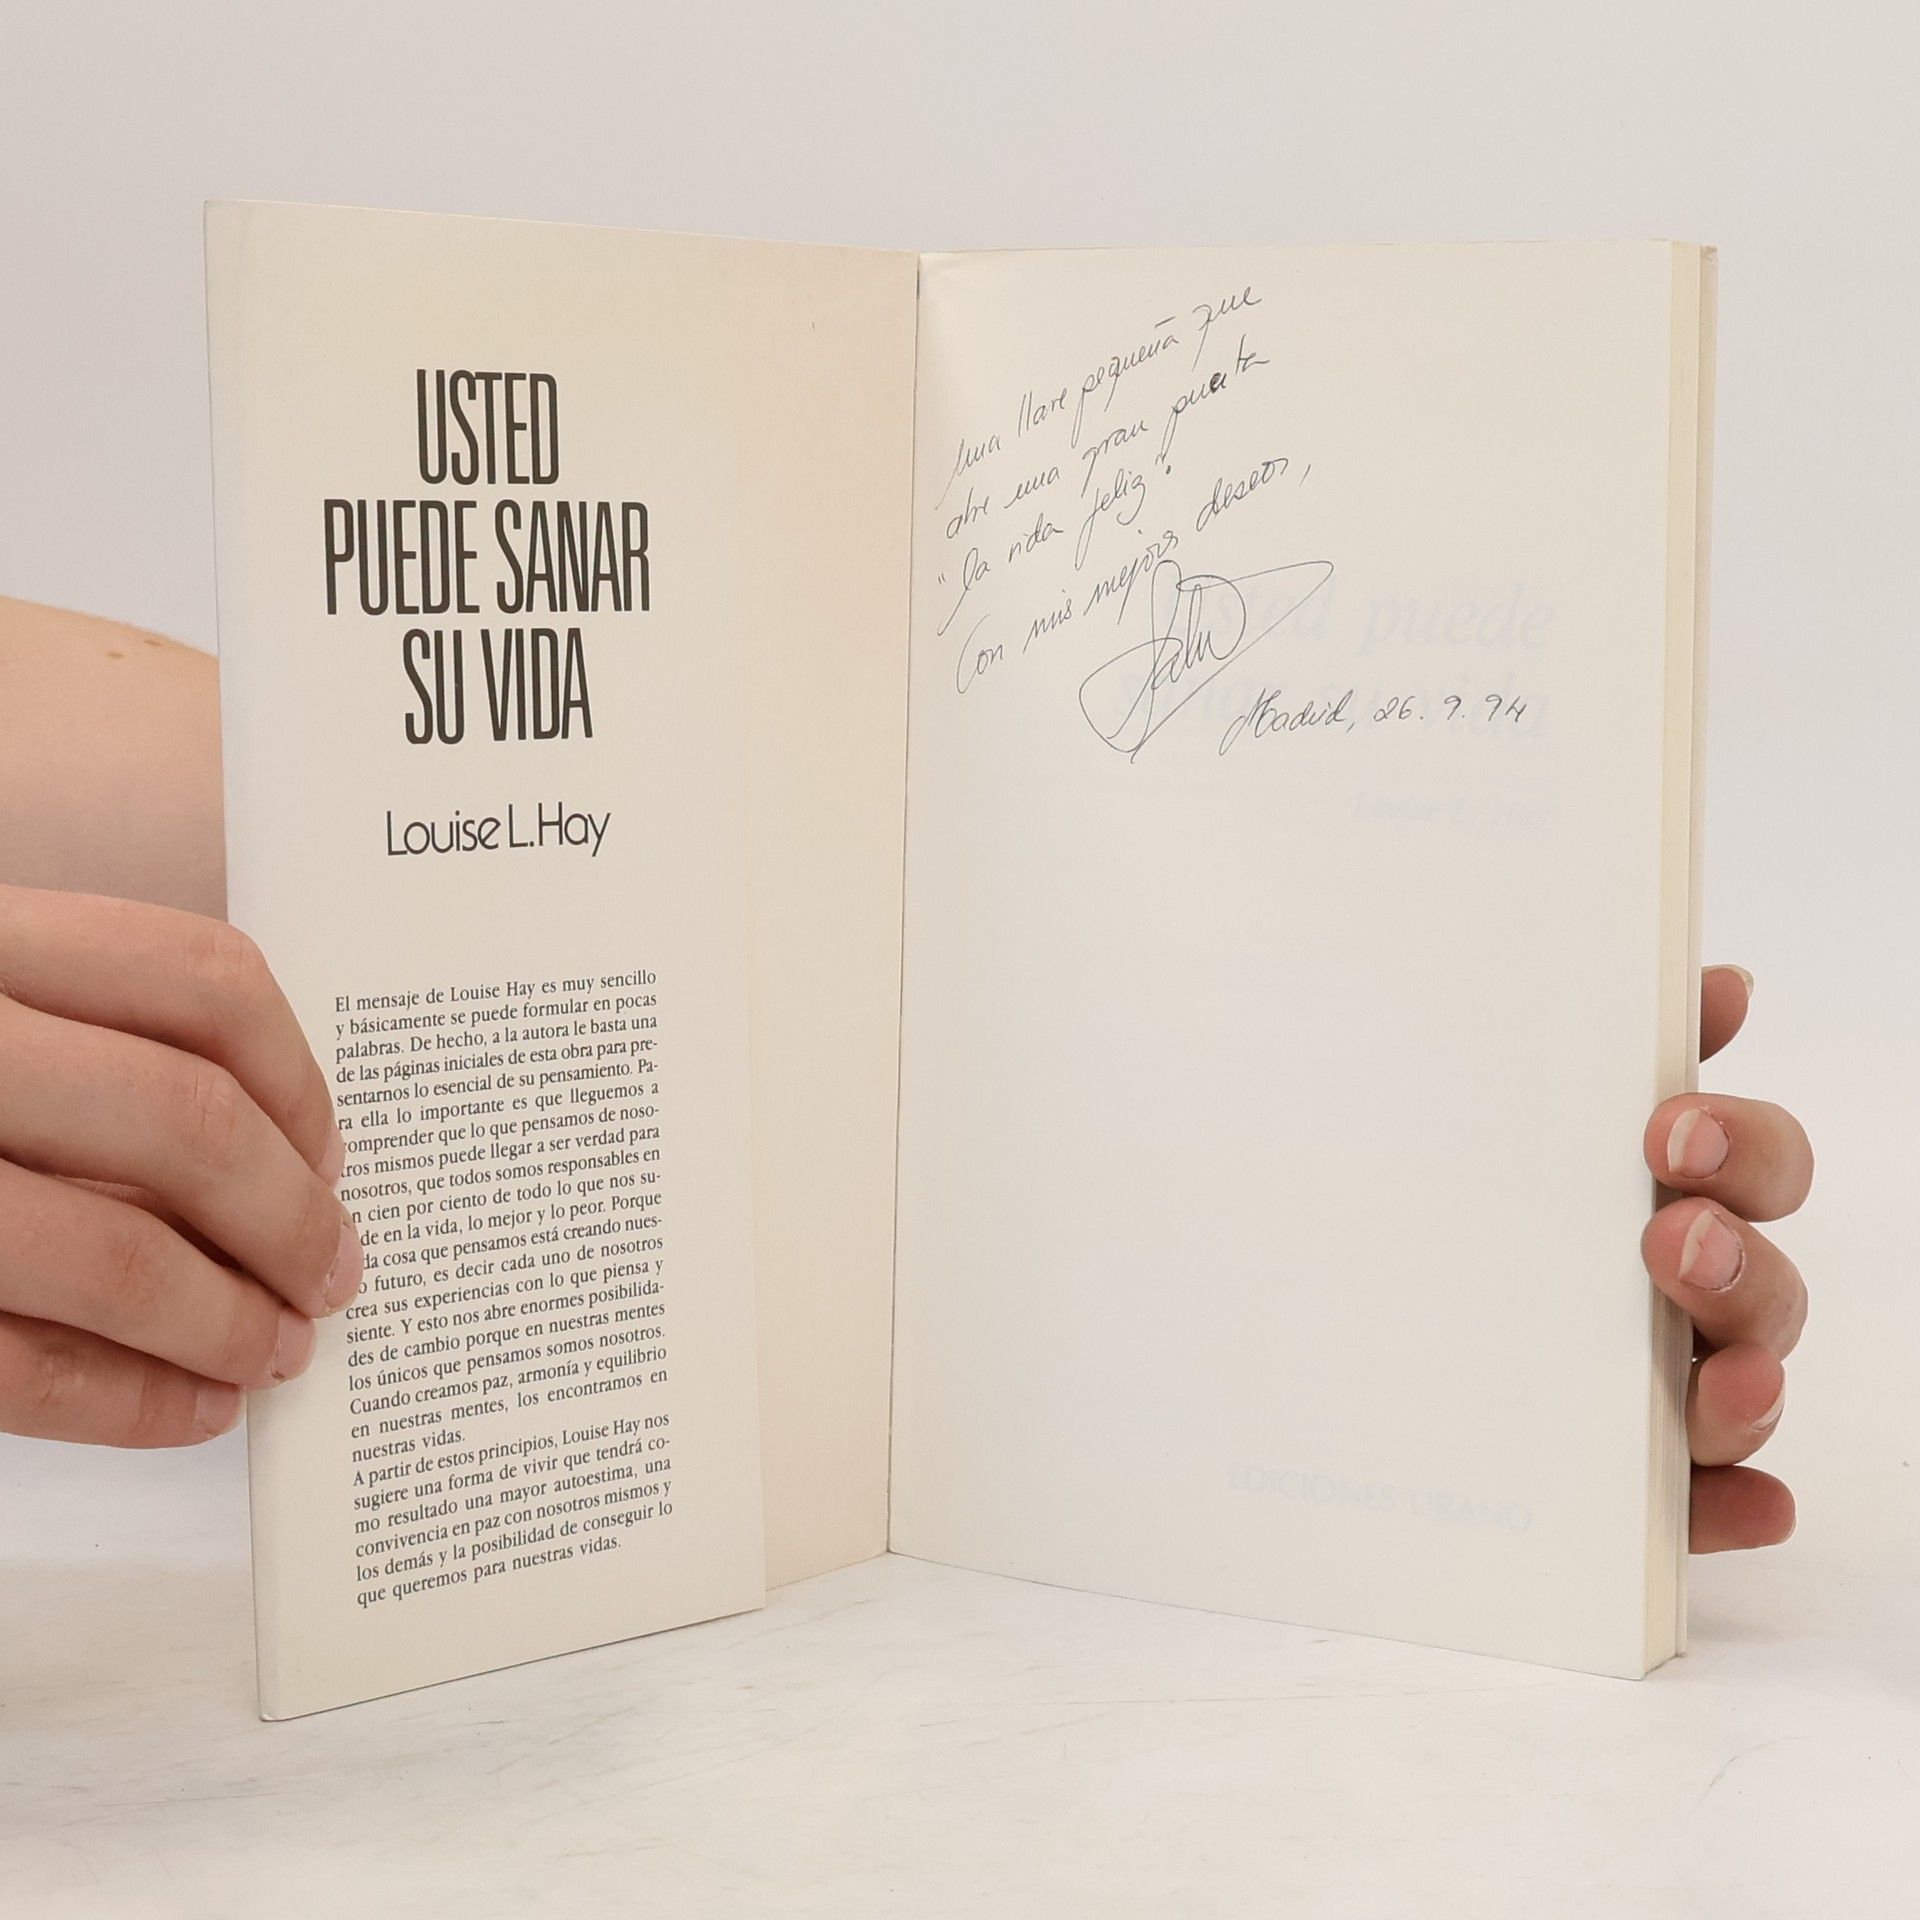 USTED
PUEDE SANAR
SU VIDA
Louise L. Hay
El mensaje de Louise Hay es muy sencillo
y básicamente se puede formular en pocas
palabras. De hecho, a la autora le basta una
de las páginas iniciales de esta obra para pre-
sentarnos lo esencial de su pensamiento. Pa-
ra ella lo importante es que lleguemos a
comprender que lo que pensamos de noso-
tros mismos puede llegar a ser verdad para
nosotros, que todos somos responsables en
n cien por ciento de todo lo que nos su-
de en la vida, lo mejor y lo peor. Porque
da cosa que pensamos está creando nues-
o futuro, es decir cada uno de nosotros
crea sus experiencias con lo que piensa y
siente. Y esto nos abre enormes posibilida-
des de cambio porque en nuestras mentes
los únicos que pensamos somos nosotros.
Cuando creamos paz, armonía y equilibrio
en nuestras mentes, los encontramos en
nuestras vidas.
A partir de estos principios, Louise Hay nos
sugiere una forma de vivir que tendrá co-
mo resultado una mayor autoestima, una
convivencia en paz con nosotros mismos y
los demás y la posibilidad de conseguir lo
que queremos para nuestras vidas.
Una llave pequeña que
abre una gran puerta
"la vida feliz".
Con mis mejores deseos,
Madrid, 26.9.94
Usted puede
sanar su vida
Louise L. Hay
EDICIONES URANO